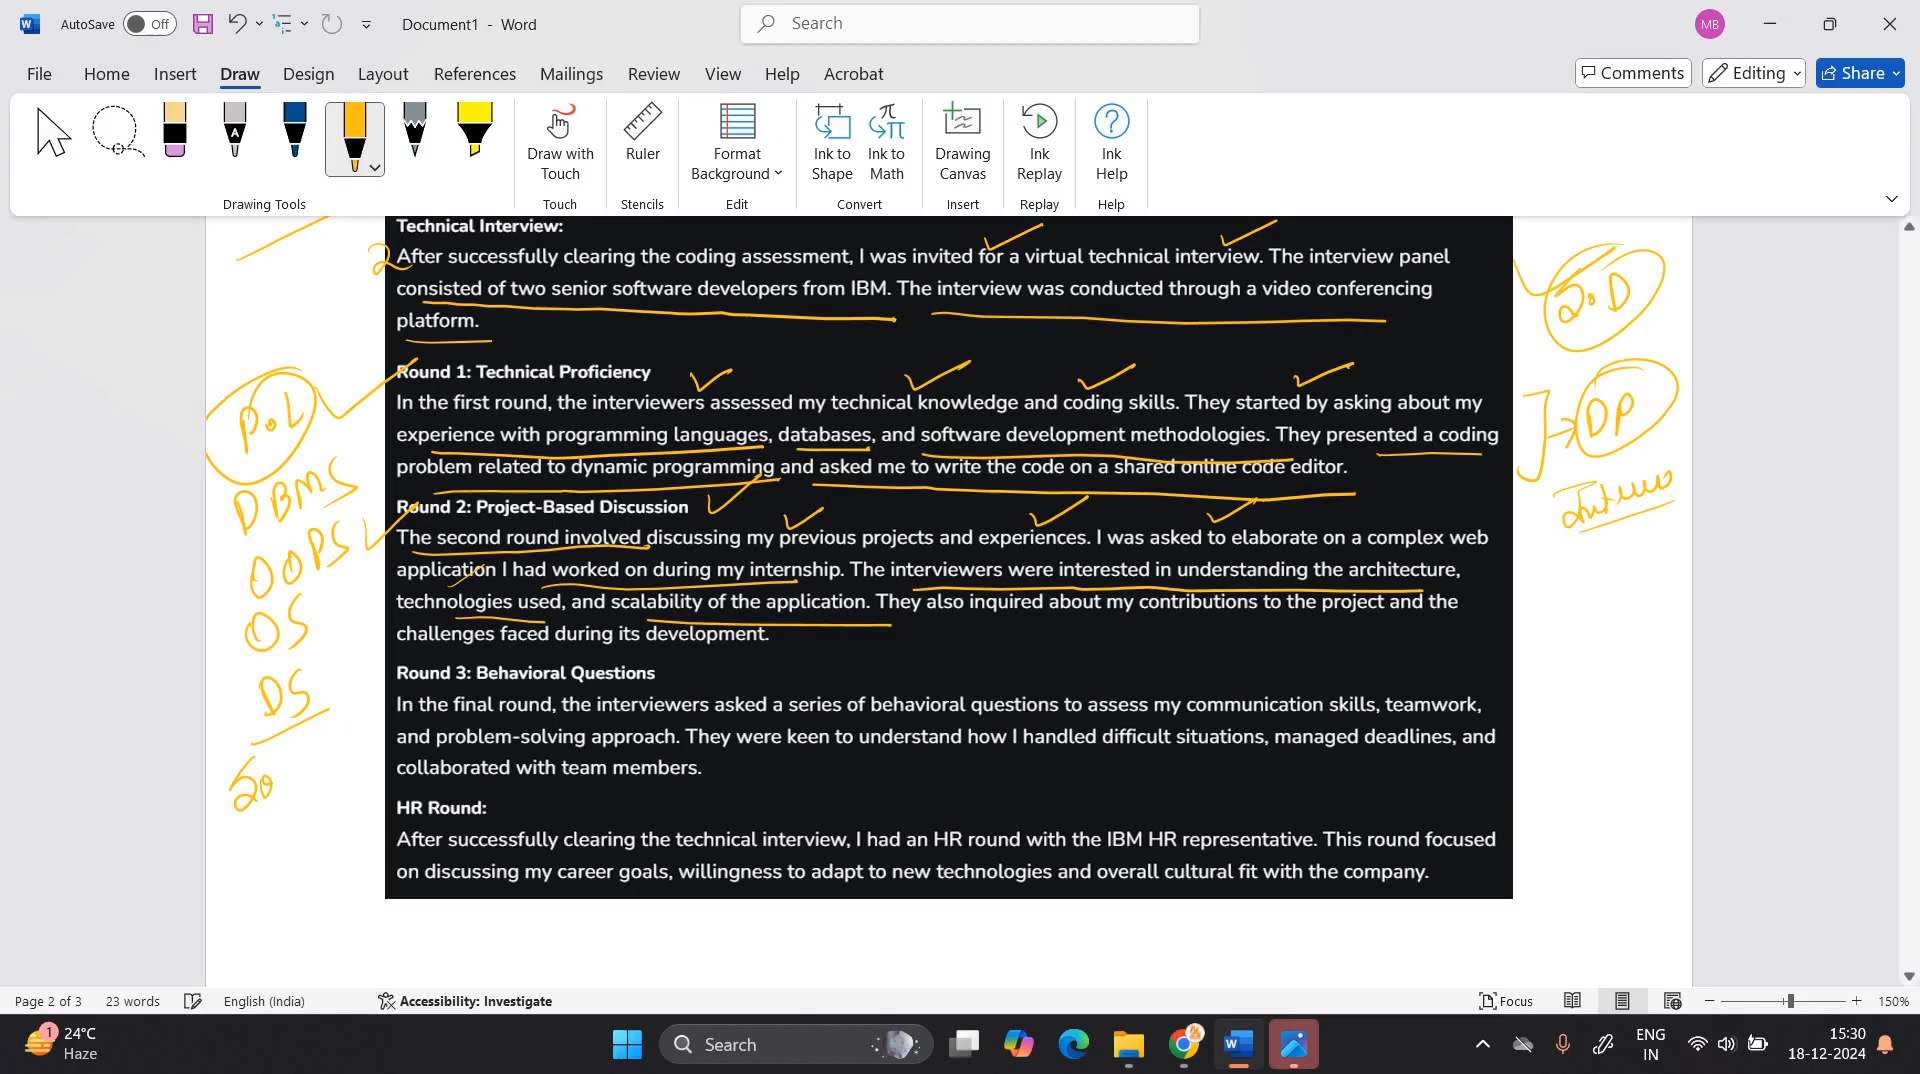 AutoSave Off Document1 - Word Search MB
File Home Insert Draw Design Layout References Mailings Review View Help Acrobat Comments Editing Share
A
Draw with Touch Ruler Format Background Ink to Shape Ink to Math Drawing Canvas Ink Replay Ink Help
Drawing Tools Touch Stencils Edit Convert Insert Replay Help
Technical Interview:
2
After successfully clearing the coding assessment, I was invited for a virtual technical interview. The interview panel
consisted of two senior software developers from IBM. The interview was conducted through a video conferencing
platform.
Round 1: Technical Proficiency
In the first round, the interviewers assessed my technical knowledge and coding skills. They started by asking about my
experience with programming languages, databases, and software development methodologies. They presented a coding
problem related to dynamic programming and asked me to write the code on a shared online code editor.
Round 2: Project-Based Discussion
The second round involved discussing my previous projects and experiences. I was asked to elaborate on a complex web
application I had worked on during my internship. The interviewers were interested in understanding the architecture,
technologies used, and scalability of the application. They also inquired about my contributions to the project and the
challenges faced during its development.
Round 3: Behavioral Questions
In the final round, the interviewers asked a series of behavioral questions to assess my communication skills, teamwork,
and problem-solving approach. They were keen to understand how I handled difficult situations, managed deadlines, and
collaborated with team members.
HR Round:
After successfully clearing the technical interview, I had an HR round with the IBM HR representative. This round focused
on discussing my career goals, willingness to adapt to new technologies and overall cultural fit with the company.
P.L
DBMS
OOPS
OS
DS
S.D
DP
Page 2 of 3 23 words English (India) Accessibility: Investigate Focus 150%
1 24°C
Haze
Search
ENG
IN
15:30
18-12-2024